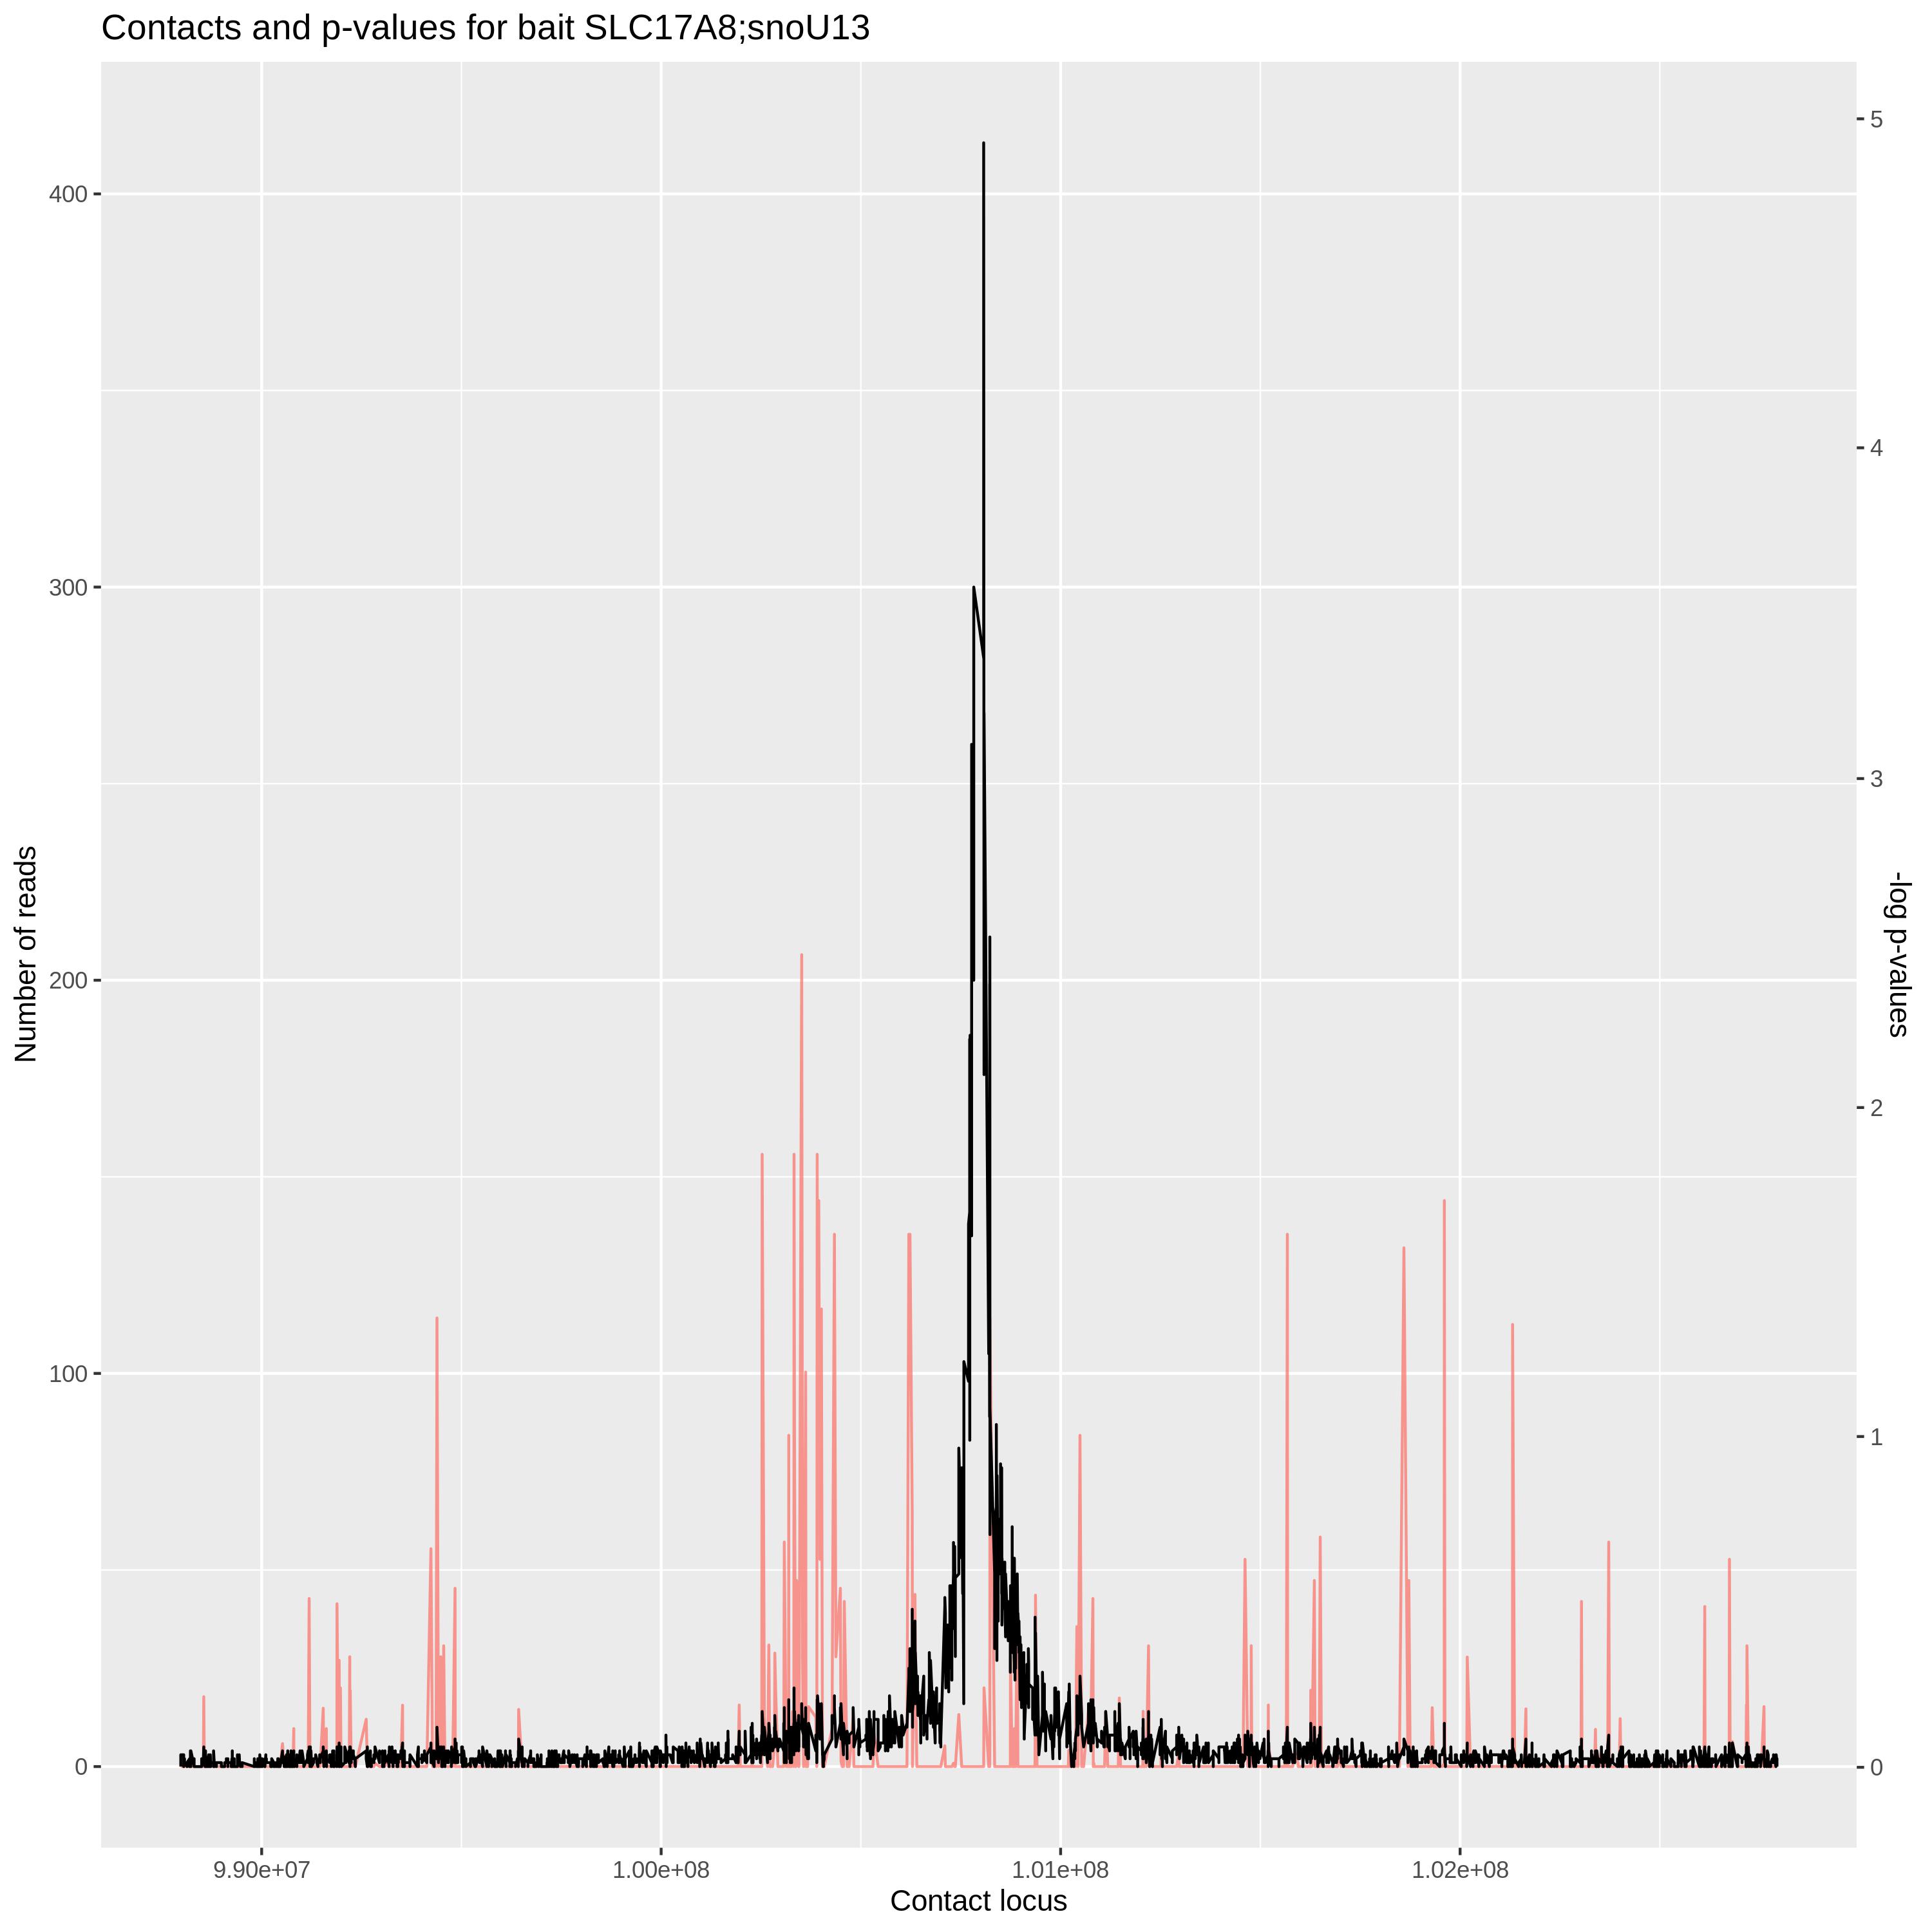 Contacts and p-values for bait SLC17A8;snoU13
400
300
200
100
0
5
4
3
2
1
0
Number of reads
-log p-values
9.90e+07
1.00e+08
1.01e+08
1.02e+08
Contact locus